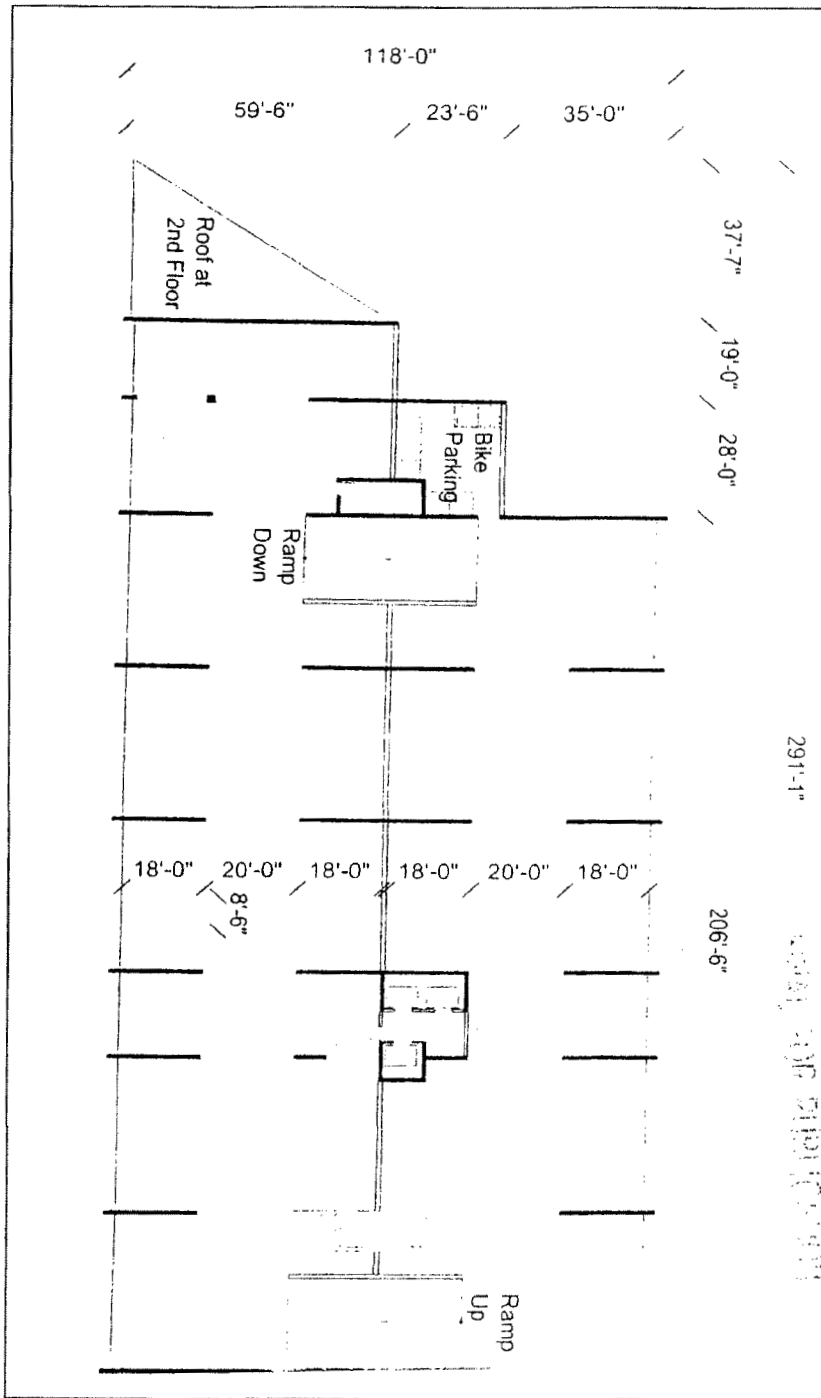 118'-0"
59'-6"
23'-6"
35'-0"
37'-7"
19'-0"
28'-0"
Roof at
2nd Floor
Bike
Parking
Ramp
Down
291'-1"
18'-0"
20'-0"
18'-0"
18'-0"
20'-0"
18'-0"
8'-6"
206'-6"
Ramp
Up